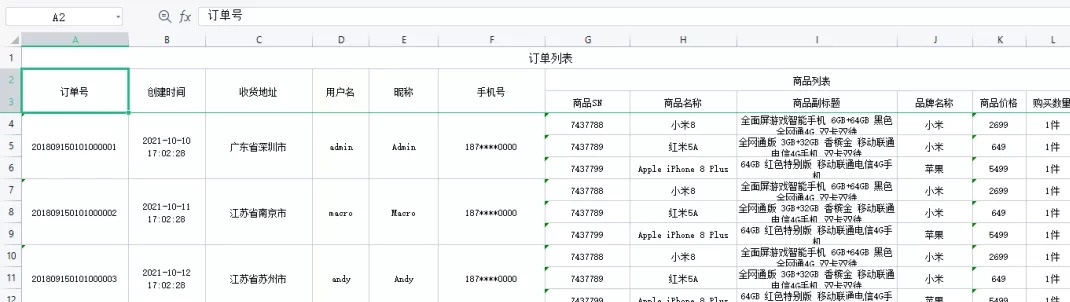 A2 fx 订单号
A B C D E F G H I J K L
1 订单列表
2 商品列表
订单号 创建时间 收货地址 用户名 昵称 手机号
3 商品SN 商品名称 商品副标题 品牌名称 商品价格 购买数量
4 7437788 小米8 全面屏游戏智能手机 6GB+64GB 黑色
全网通4G 双卡双待 小米 2699 1件
5 201809150101000001 2021-10-10
17:02:28 广东省深圳市 admin Admin 187****0000 7437789 红米5A 全网通版 3GB+32GB 香槟金 移动联通
电信4G手机 双卡双待 小米 649 1件
6 7437799 Apple iPhone 8 Plus 64GB 红色特别版 移动联通电信4G手
机 苹果 5499 1件
7 7437788 小米8 全面屏游戏智能手机 6GB+64GB 黑色
全网通4G 双卡双待 小米 2699 1件
8 201809150101000002 2021-10-11
17:02:28 江苏省南京市 macro Macro 187****0000 7437789 红米5A 全网通版 3GB+32GB 香槟金 移动联通
电信4G手机 双卡双待 小米 649 1件
9 7437799 Apple iPhone 8 Plus 64GB 红色特别版 移动联通电信4G手
机 苹果 5499 1件
10 7437788 小米8 全面屏游戏智能手机 6GB+64GB 黑色
全网通4G 双卡双待 小米 2699 1件
11 201809150101000003 2021-10-12
17:02:28 江苏省苏州市 andy Andy 187****0000 7437789 红米5A 全网通版 3GB+32GB 香槟金 移动联通
电信4G手机 双卡双待 小米 649 1件
12 7437799 Apple iPhone 8 Plus 64GB 红色特别版 移动联通电信4G手
苹果 5499 1件